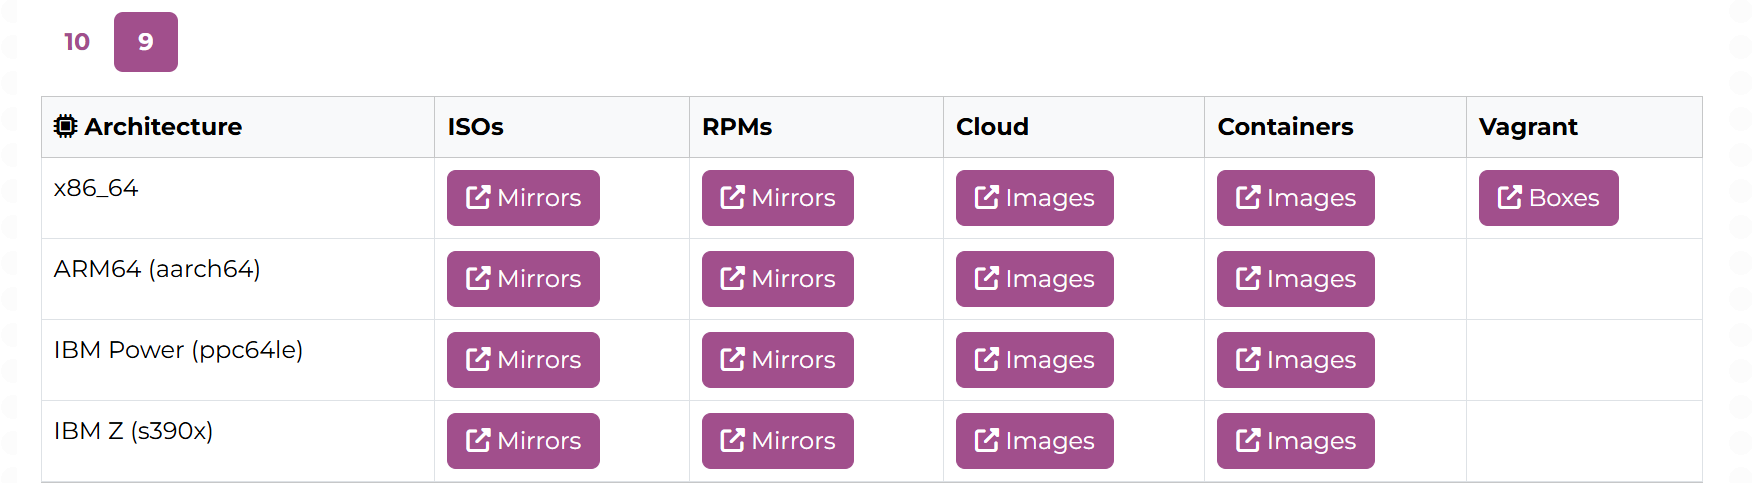 10 9
Architecture ISOs RPMs Cloud Containers Vagrant
x86_64 Mirrors Mirrors Images Images Boxes
ARM64 (aarch64) Mirrors Mirrors Images Images
IBM Power (ppc64le) Mirrors Mirrors Images Images
IBM Z (s390x) Mirrors Mirrors Images Images